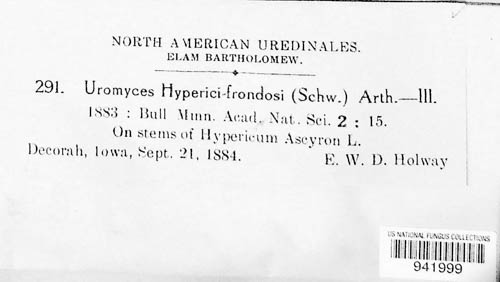 NORTH AMERICAN UREDINALES.
ELAM BARTHOLOMEW.
291. Uromyces Hyperici-frondosi (Schw.) Arth.—III.
1883 : Bull Minn. Acad. Nat. Sci. 2 : 15.
On stems of Hypericum Ascyron L.
Decorah, Iowa, Sept. 21, 1884. E. W. D. Holway
US NATIONAL FUNGUS COLLECTIONS
941999